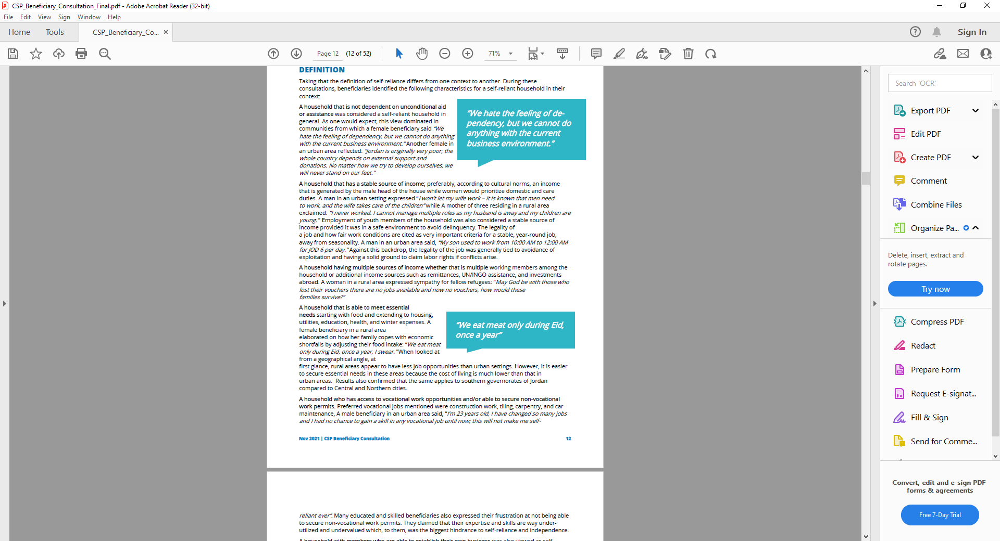 CSP_Beneficiary_Consultation_Final.pdf - Adobe Acrobat Reader (32-bit)
File Edit View Sign Window Help
Home Tools CSP_Beneficiary_Co... × Sign In
Page 12 (12 of 52) 71%
DEFINITION
Taking that the definition of self-reliance differs from one context to another. During these
consultations, beneficiaries identified the following characteristics for a self-reliant household in their
context:
A household that is not dependent on unconditional aid
or assistance was considered a self-reliant household in
general. As one would expect, this view dominated in
communities from which a female beneficiary said “We
hate the feeling of dependency, but we cannot do anything
with the current business environment.” Another female in
an urban area reflected: “Jordan is originally very poor; the
whole country depends on external support and
donations. No matter how we try to develop ourselves, we
will never stand on our feet.”
“We hate the feeling of de-
pendency, but we cannot do
anything with the current
business environment.”
A household that has a stable source of income; preferably, according to cultural norms, an income
that is generated by the male head of the house while women would prioritize domestic and care
duties. A man in an urban setting expressed “I won’t let my wife work – it is known that men need
to work, and the wife takes care of the children” while A mother of three residing in a rural area
exclaimed: “I never worked. I cannot manage multiple roles as my husband is away and my children are
young.” Employment of youth members of the household was also considered a stable source of
income provided it was in a safe environment to avoid delinquency. The legality of
a job and how fair work conditions are cited as very important criteria for a stable, year-round job,
away from seasonality. A man in an urban area said, “My son used to work from 10:00 AM to 12:00 AM
for JOD 6 per day.” Against this backdrop, the legality of the job was generally tied to avoidance of
exploitation and having a solid ground to claim labor rights if conflicts arise.
A household having multiple sources of income whether that is multiple working members among the
household or additional income sources such as remittances, UN/INGO assistance, and investments
abroad. A woman in a rural area expressed sympathy for fellow refugees: “May God be with those who
lost their vouchers there are no jobs available and now no vouchers, how would these
families survive?”
A household that is able to meet essential
needs starting with food and extending to housing,
utilities, education, health, and winter expenses. A
female beneficiary in a rural area
elaborated on how her family copes with economic
shortfalls by adjusting their food intake: “We eat meat
only during Eid, once a year, I swear.” When looked at
from a geographical angle, at
first glance, rural areas appear to have less job opportunities than urban settings. However, it is easier
to secure essential needs in these areas because the cost of living is much lower than that in
urban areas. Results also confirmed that the same applies to southern governorates of Jordan
compared to Central and Northern cities.
“We eat meat only during Eid,
once a year”
A household who has access to vocational work opportunities and/or able to secure non-vocational
work permits. Preferred vocational jobs mentioned were construction work, tiling, carpentry, and car
maintenance, A male beneficiary in an urban area said, “I’m 23 years old, I have changed so many jobs
and I had no chance to gain a skill in any vocational job until now; this will not make me self-
Nov 2021 | CSP Beneficiary Consultation 12
reliant ever”. Many educated and skilled beneficiaries also expressed their frustration at not being able
to secure non-vocational work permits. They claimed that their expertise and skills are way under-
utilized and undervalued which, to them, was the biggest hindrance to self-reliance and independence.
A household with members who are able to establish their own business was also viewed as self-
Search 'OCR'
Export PDF
Edit PDF
Create PDF
Comment
Combine Files
Organize Pa...
Delete, insert, extract and
rotate pages.
Try now
Compress PDF
Redact
Prepare Form
Request E-signat...
Fill & Sign
Send for Comme...
Convert, edit and e-sign PDF
forms & agreements
Free 7-Day Trial